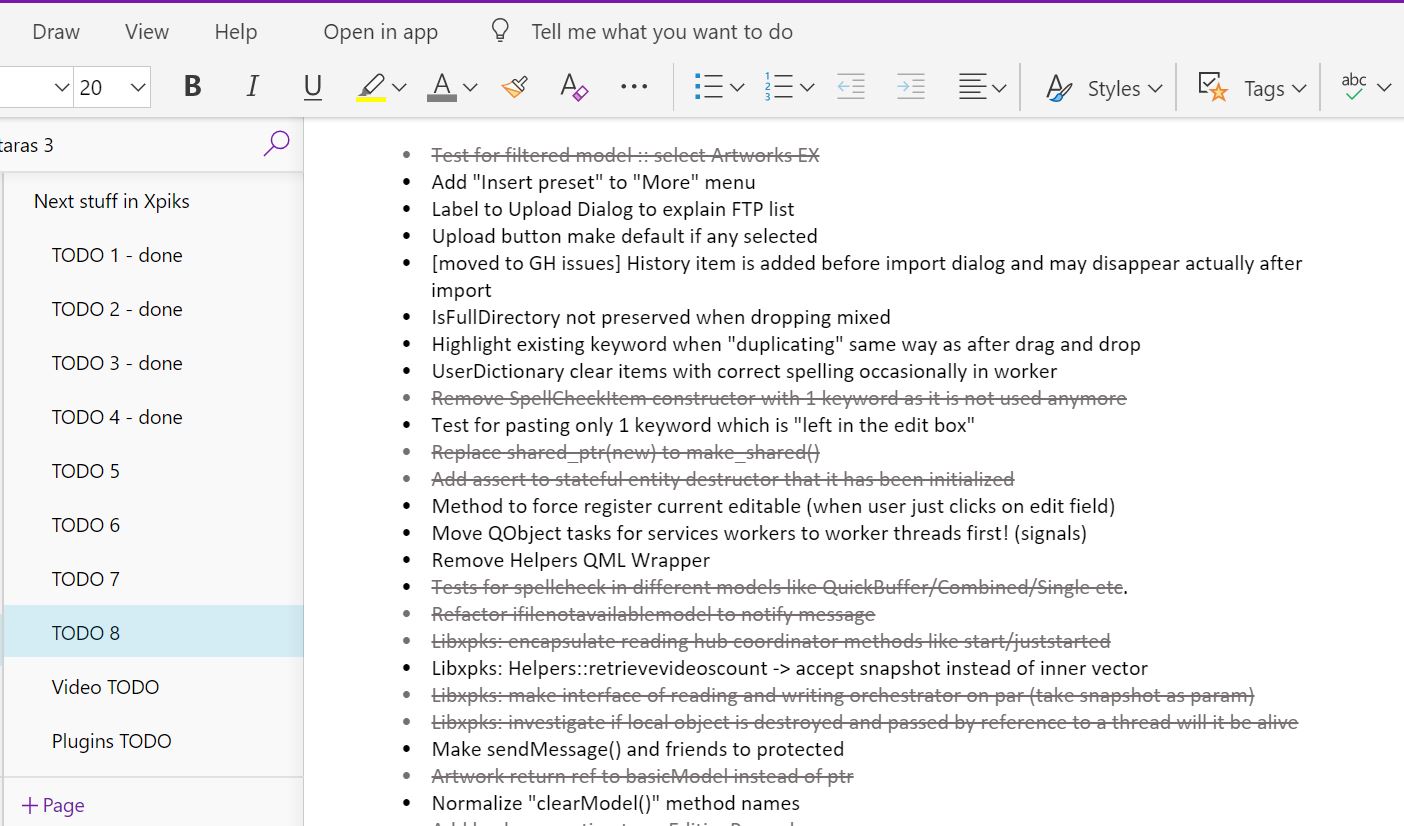 Draw View Help Open in app Tell me what you want to do
20 B I U A A ... 1 2 3 Styles Tags abc
taras 3
Next stuff in Xpiks
TODO 1 - done
TODO 2 - done
TODO 3 - done
TODO 4 - done
TODO 5
TODO 6
TODO 7
TODO 8
Video TODO
Plugins TODO
+ Page
• Test for filtered model :: select Artworks EX
• Add "Insert preset" to "More" menu
• Label to Upload Dialog to explain FTP list
• Upload button make default if any selected
• [moved to GH issues] History item is added before import dialog and may disappear actually after
import
• IsFullDirectory not preserved when dropping mixed
• Highlight existing keyword when "duplicating" same way as after drag and drop
• UserDictionary clear items with correct spelling occasionally in worker
• Remove SpellCheckItem constructor with 1 keyword as it is not used anymore
• Test for pasting only 1 keyword which is "left in the edit box"
• Replace shared_ptr(new) to make_shared()
• Add assert to stateful entity destructor that it has been initialized
• Method to force register current editable (when user just clicks on edit field)
• Move QObject tasks for services workers to worker threads first! (signals)
• Remove Helpers QML Wrapper
• Tests for spellcheck in different models like QuickBuffer/Combined/Single etc.
• Refactor ifilenotavailablemodel to notify message
• Libxpks: encapsulate reading hub coordinator methods like start/juststarted
• Libxpks: Helpers::retrievevideoscount -> accept snapshot instead of inner vector
• Libxpks: make interface of reading and writing orchestrator on par (take snapshot as param)
• Libxpks: investigate if local object is destroyed and passed by reference to a thread will it be alive
• Make sendMessage() and friends to protected
• Artwork return ref to basicModel instead of ptr
• Normalize "clearModel()" method names